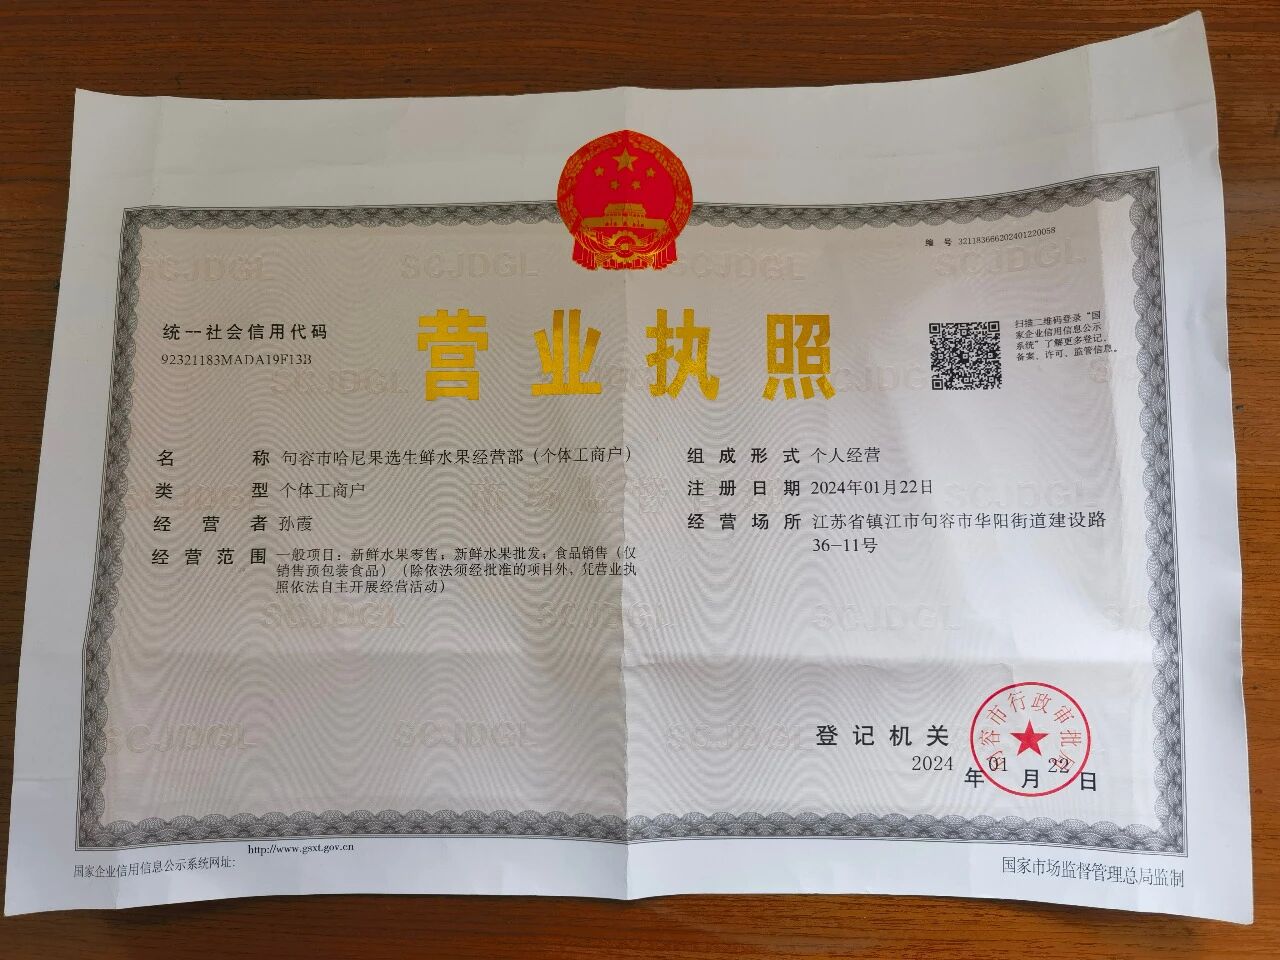 编 号 321183666202401220058
统一社会信用代码
92321183MADA19F13B
营业执照
扫描二维码登录“国
家企业信用信息公示
系统”了解更多登记、
备案、许可、监管信息。
名 称 句容市哈尼果选生鲜水果经营部（个体工商户）
类 型 个体工商户
经 营 者 孙霞
经 营 范 围 一般项目：新鲜水果零售；新鲜水果批发；食品销售（仅
销售预包装食品）（除依法须经批准的项目外，凭营业执
照依法自主开展经营活动）
组 成 形 式 个人经营
注 册 日 期 2024年01月22日
经 营 场 所 江苏省镇江市句容市华阳街道建设路
36-11号
登 记 机 关
句容市行政审批局
2024 年 01 月 22 日
国家企业信用信息公示系统网址: http://www.gsxt.gov.cn
国家市场监督管理总局监制
SCJDGL